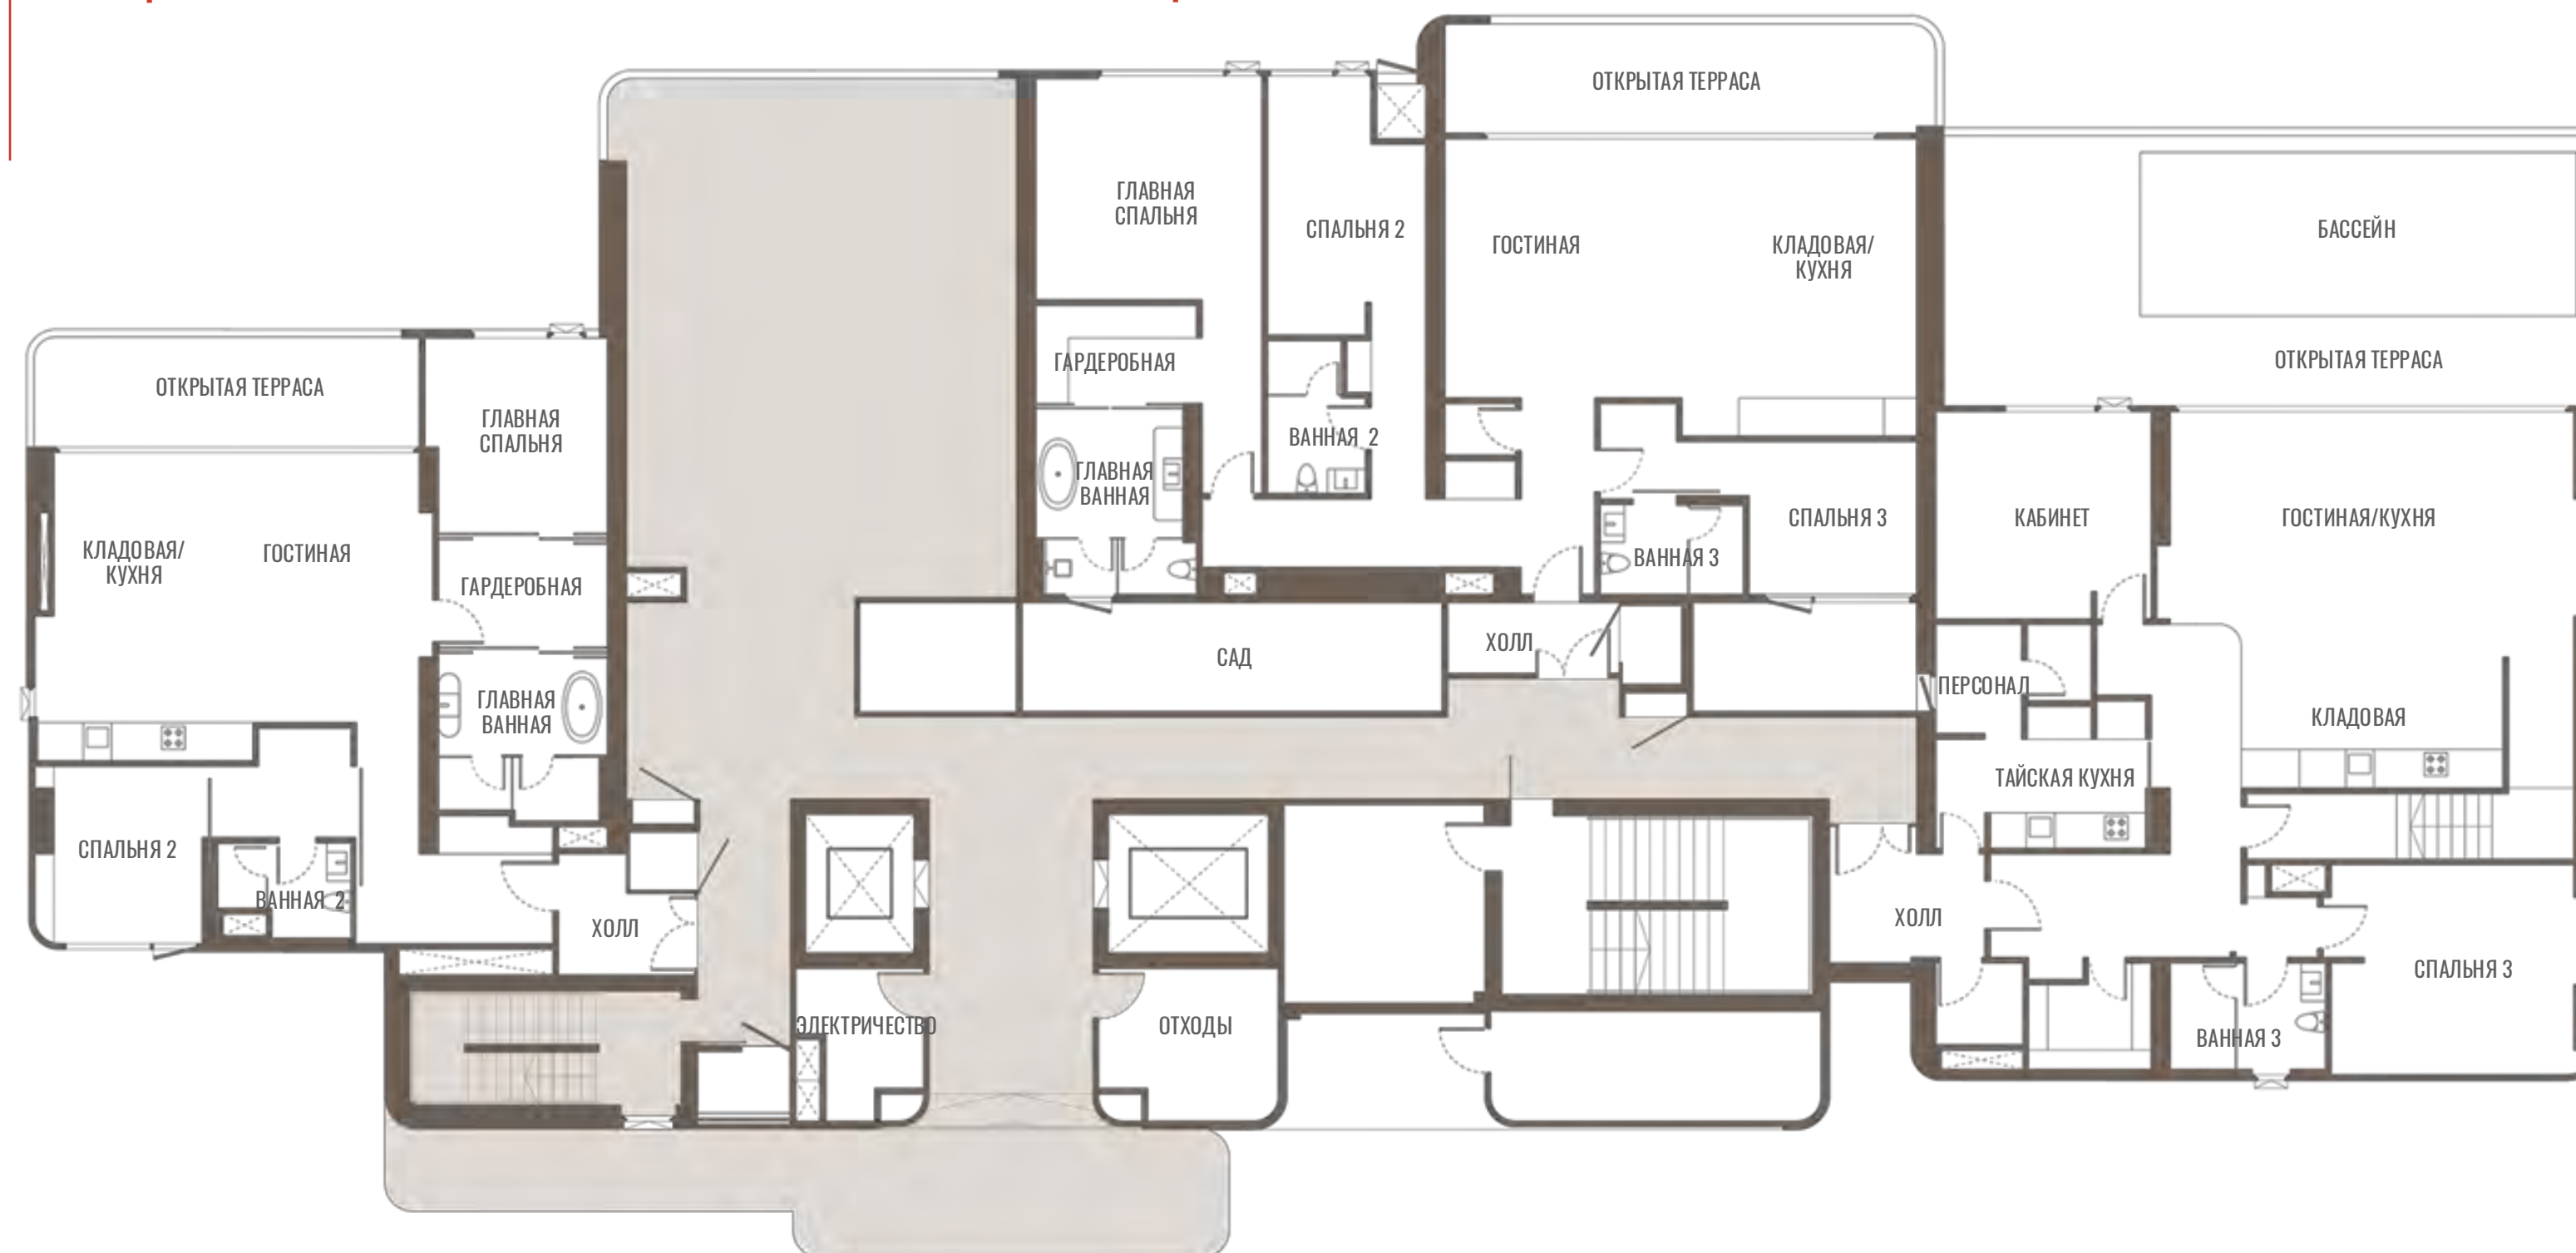 ОТКРЫТАЯ ТЕРРАСА
ГЛАВНАЯ
СПАЛЬНЯ
СПАЛЬНЯ 2
ГОСТИНАЯ
КЛАДОВАЯ/
КУХНЯ
БАССЕЙН
ОТКРЫТАЯ ТЕРРАСА
ГАРДЕРОБНАЯ
ОТКРЫТАЯ ТЕРРАСА
ГЛАВНАЯ
СПАЛЬНЯ
ВАННАЯ 2
ГЛАВНАЯ
ВАННАЯ
СПАЛЬНЯ 3
КАБИНЕТ
ГОСТИНАЯ/КУХНЯ
КЛАДОВАЯ/
КУХНЯ
ГОСТИНАЯ
ВАННАЯ 3
ГАРДЕРОБНАЯ
ХОЛЛ
САД
ПЕРСОНАЛ
ГЛАВНАЯ
ВАННАЯ
КЛАДОВАЯ
ТАЙСКАЯ КУХНЯ
СПАЛЬНЯ 2
ВАННАЯ 2
ХОЛЛ
ХОЛЛ
СПАЛЬНЯ 3
ЭЛЕКТРИЧЕСТВО
ОТХОДЫ
ВАННАЯ 3